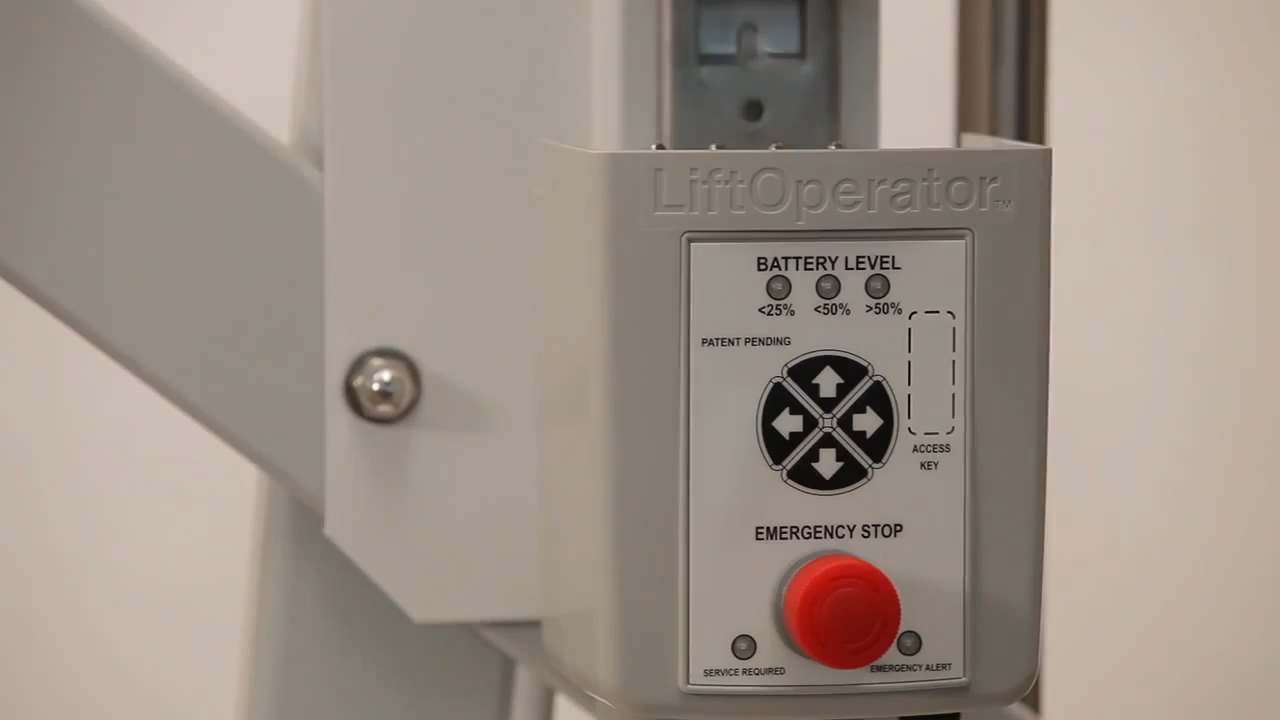 LiftOperator™
BATTERY LEVEL
<25% <50% >50%
PATENT PENDING
ACCESS
KEY
EMERGENCY STOP
SERVICE REQUIRED
EMERGENCY ALERT